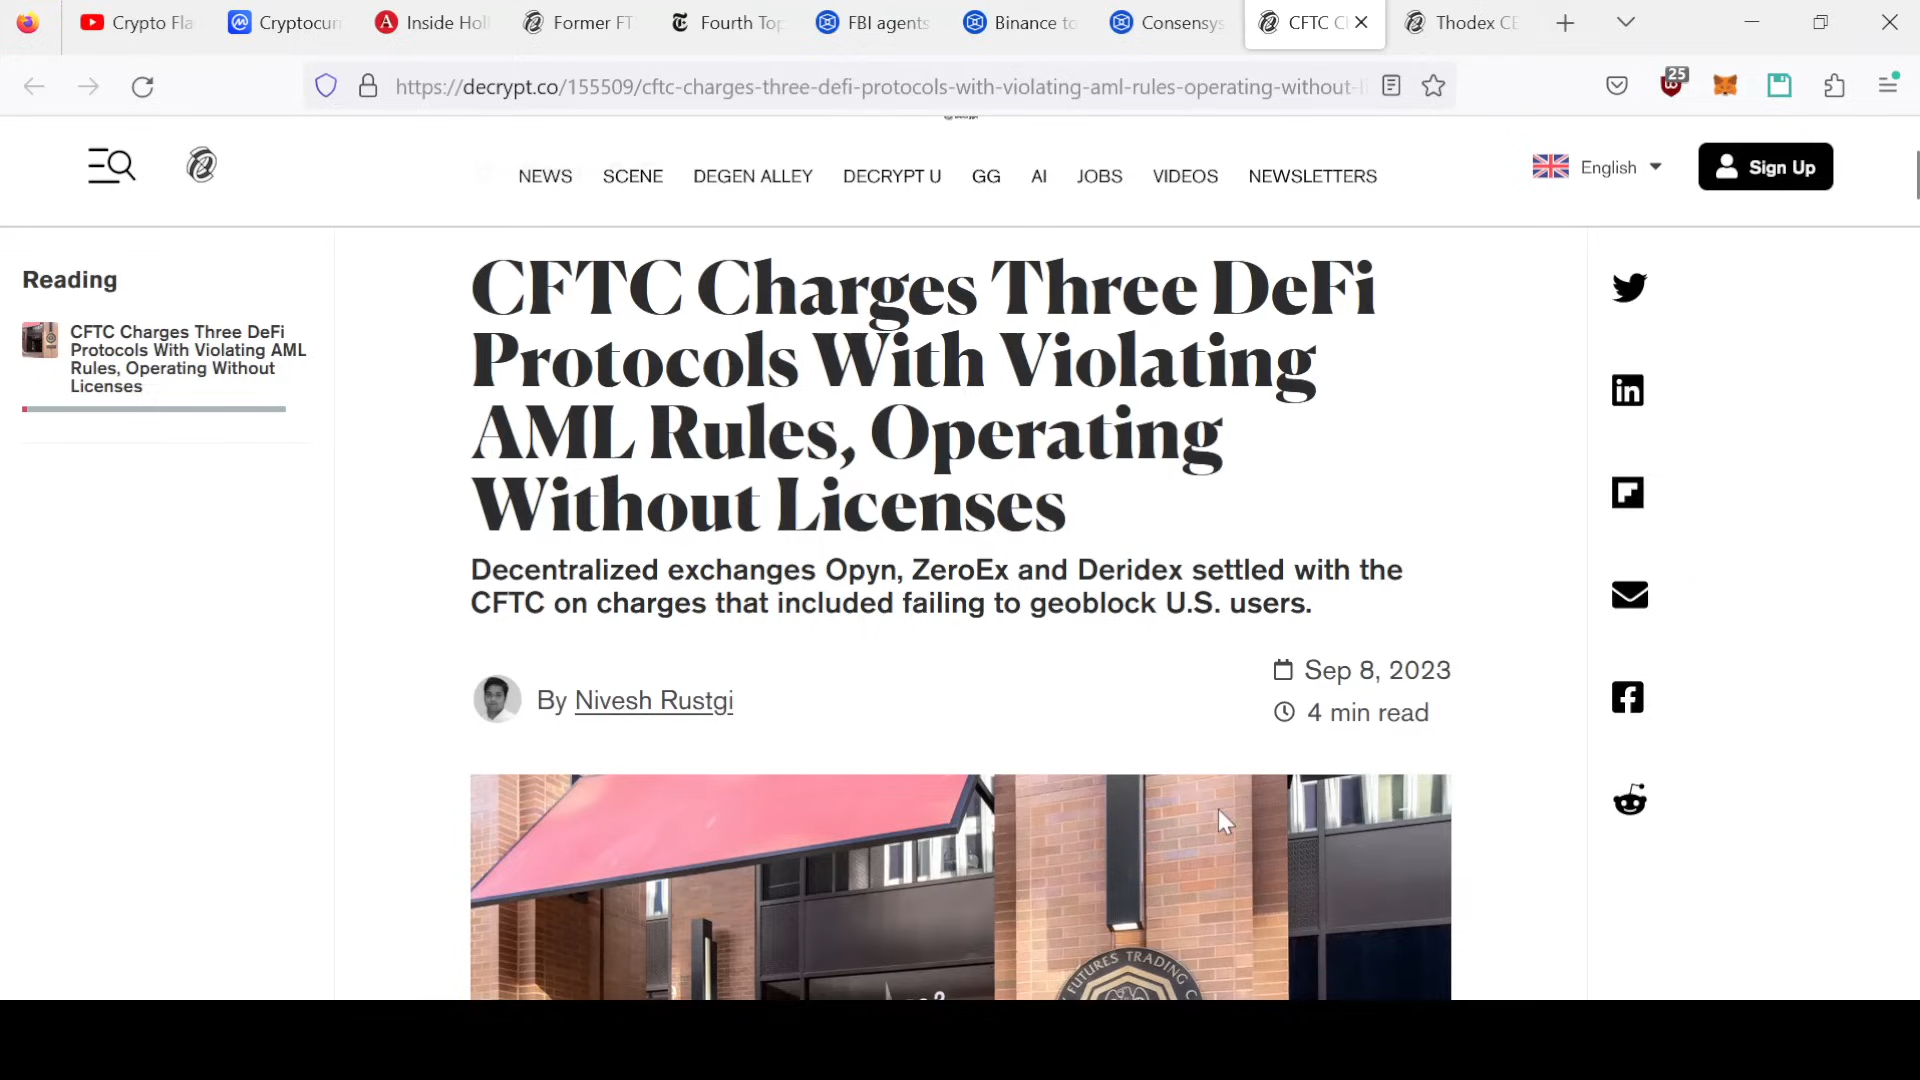 Crypto Fla
Cryptocurr
Inside Holl
Former FT
Fourth Top
FBI agents
Binance to
Consensys
CFTC C
Thodex CE
https://decrypt.co/155509/cftc-charges-three-defi-protocols-with-violating-aml-rules-operating-without-l
25
NEWS
SCENE
DEGEN ALLEY
DECRYPT U
GG
AI
JOBS
VIDEOS
NEWSLETTERS
English
Sign Up
Reading
CFTC Charges Three DeFi
Protocols With Violating AML
Rules, Operating Without
Licenses
CFTC Charges Three DeFi
Protocols With Violating
AML Rules, Operating
Without Licenses
Decentralized exchanges Opyn, ZeroEx and Deridex settled with the
CFTC on charges that included failing to geoblock U.S. users.
By Nivesh Rustgi
Sep 8, 2023
4 min read
FUTURES TRADING C